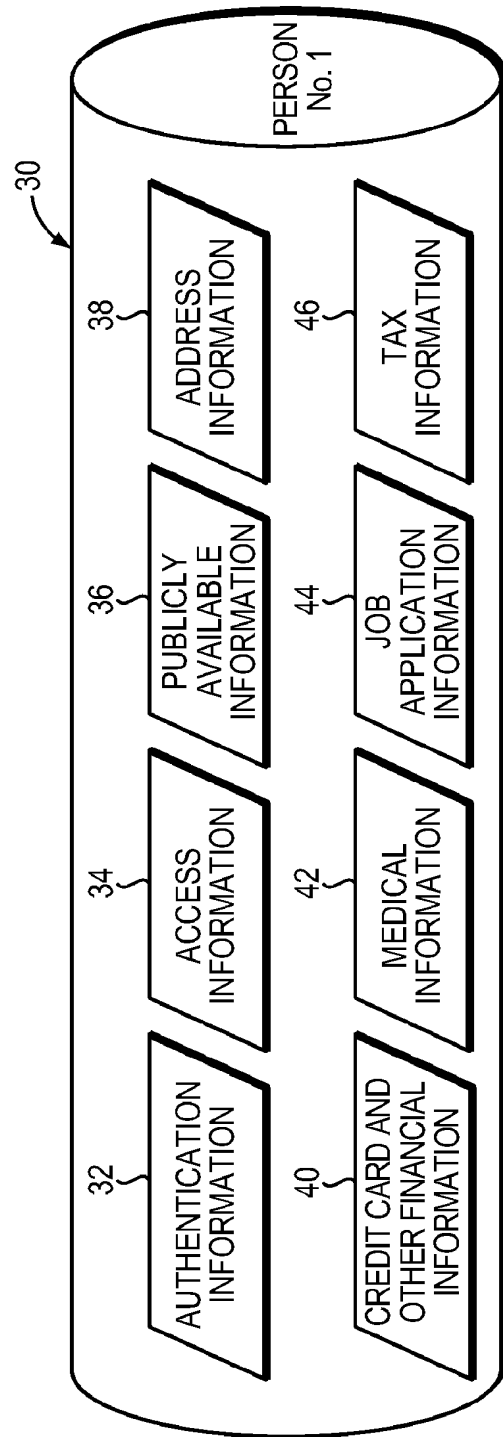 30
PERSON
No. 1
32
AUTHENTICATION
INFORMATION
34
ACCESS
INFORMATION
36
PUBLICLY
AVAILABLE
INFORMATION
38
ADDRESS
INFORMATION
40
CREDIT CARD AND
OTHER FINANCIAL
INFORMATION
42
MEDICAL
INFORMATION
44
JOB
APPLICATION
INFORMATION
46
TAX
INFORMATION